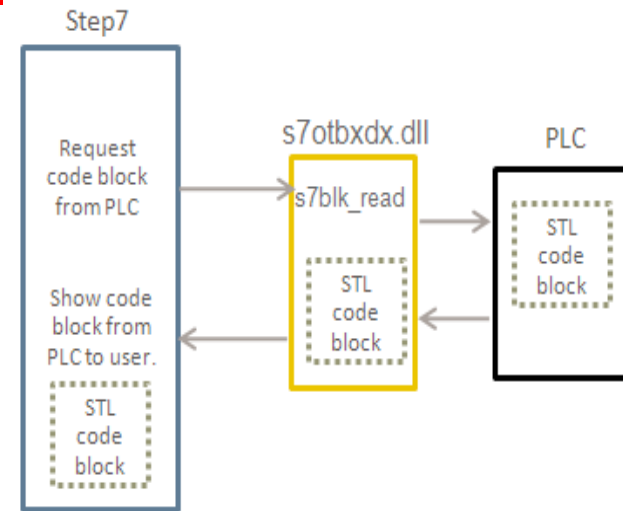 Step7
Request
code block
from PLC
Show code
block from
PLC to user.
STL
code
block
s7otbxdx.dll
s7blk_read
STL
code
block
PLC
STL
code
block